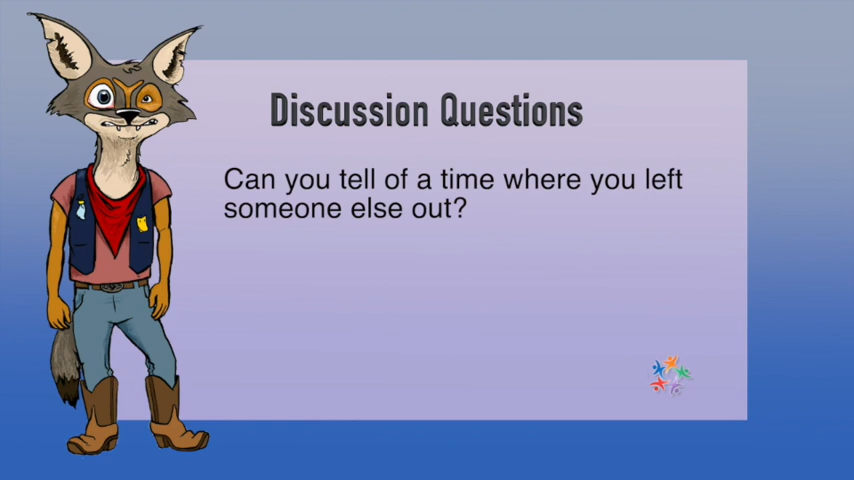 Discussion Questions
Can you tell of a time where you left
someone else out?